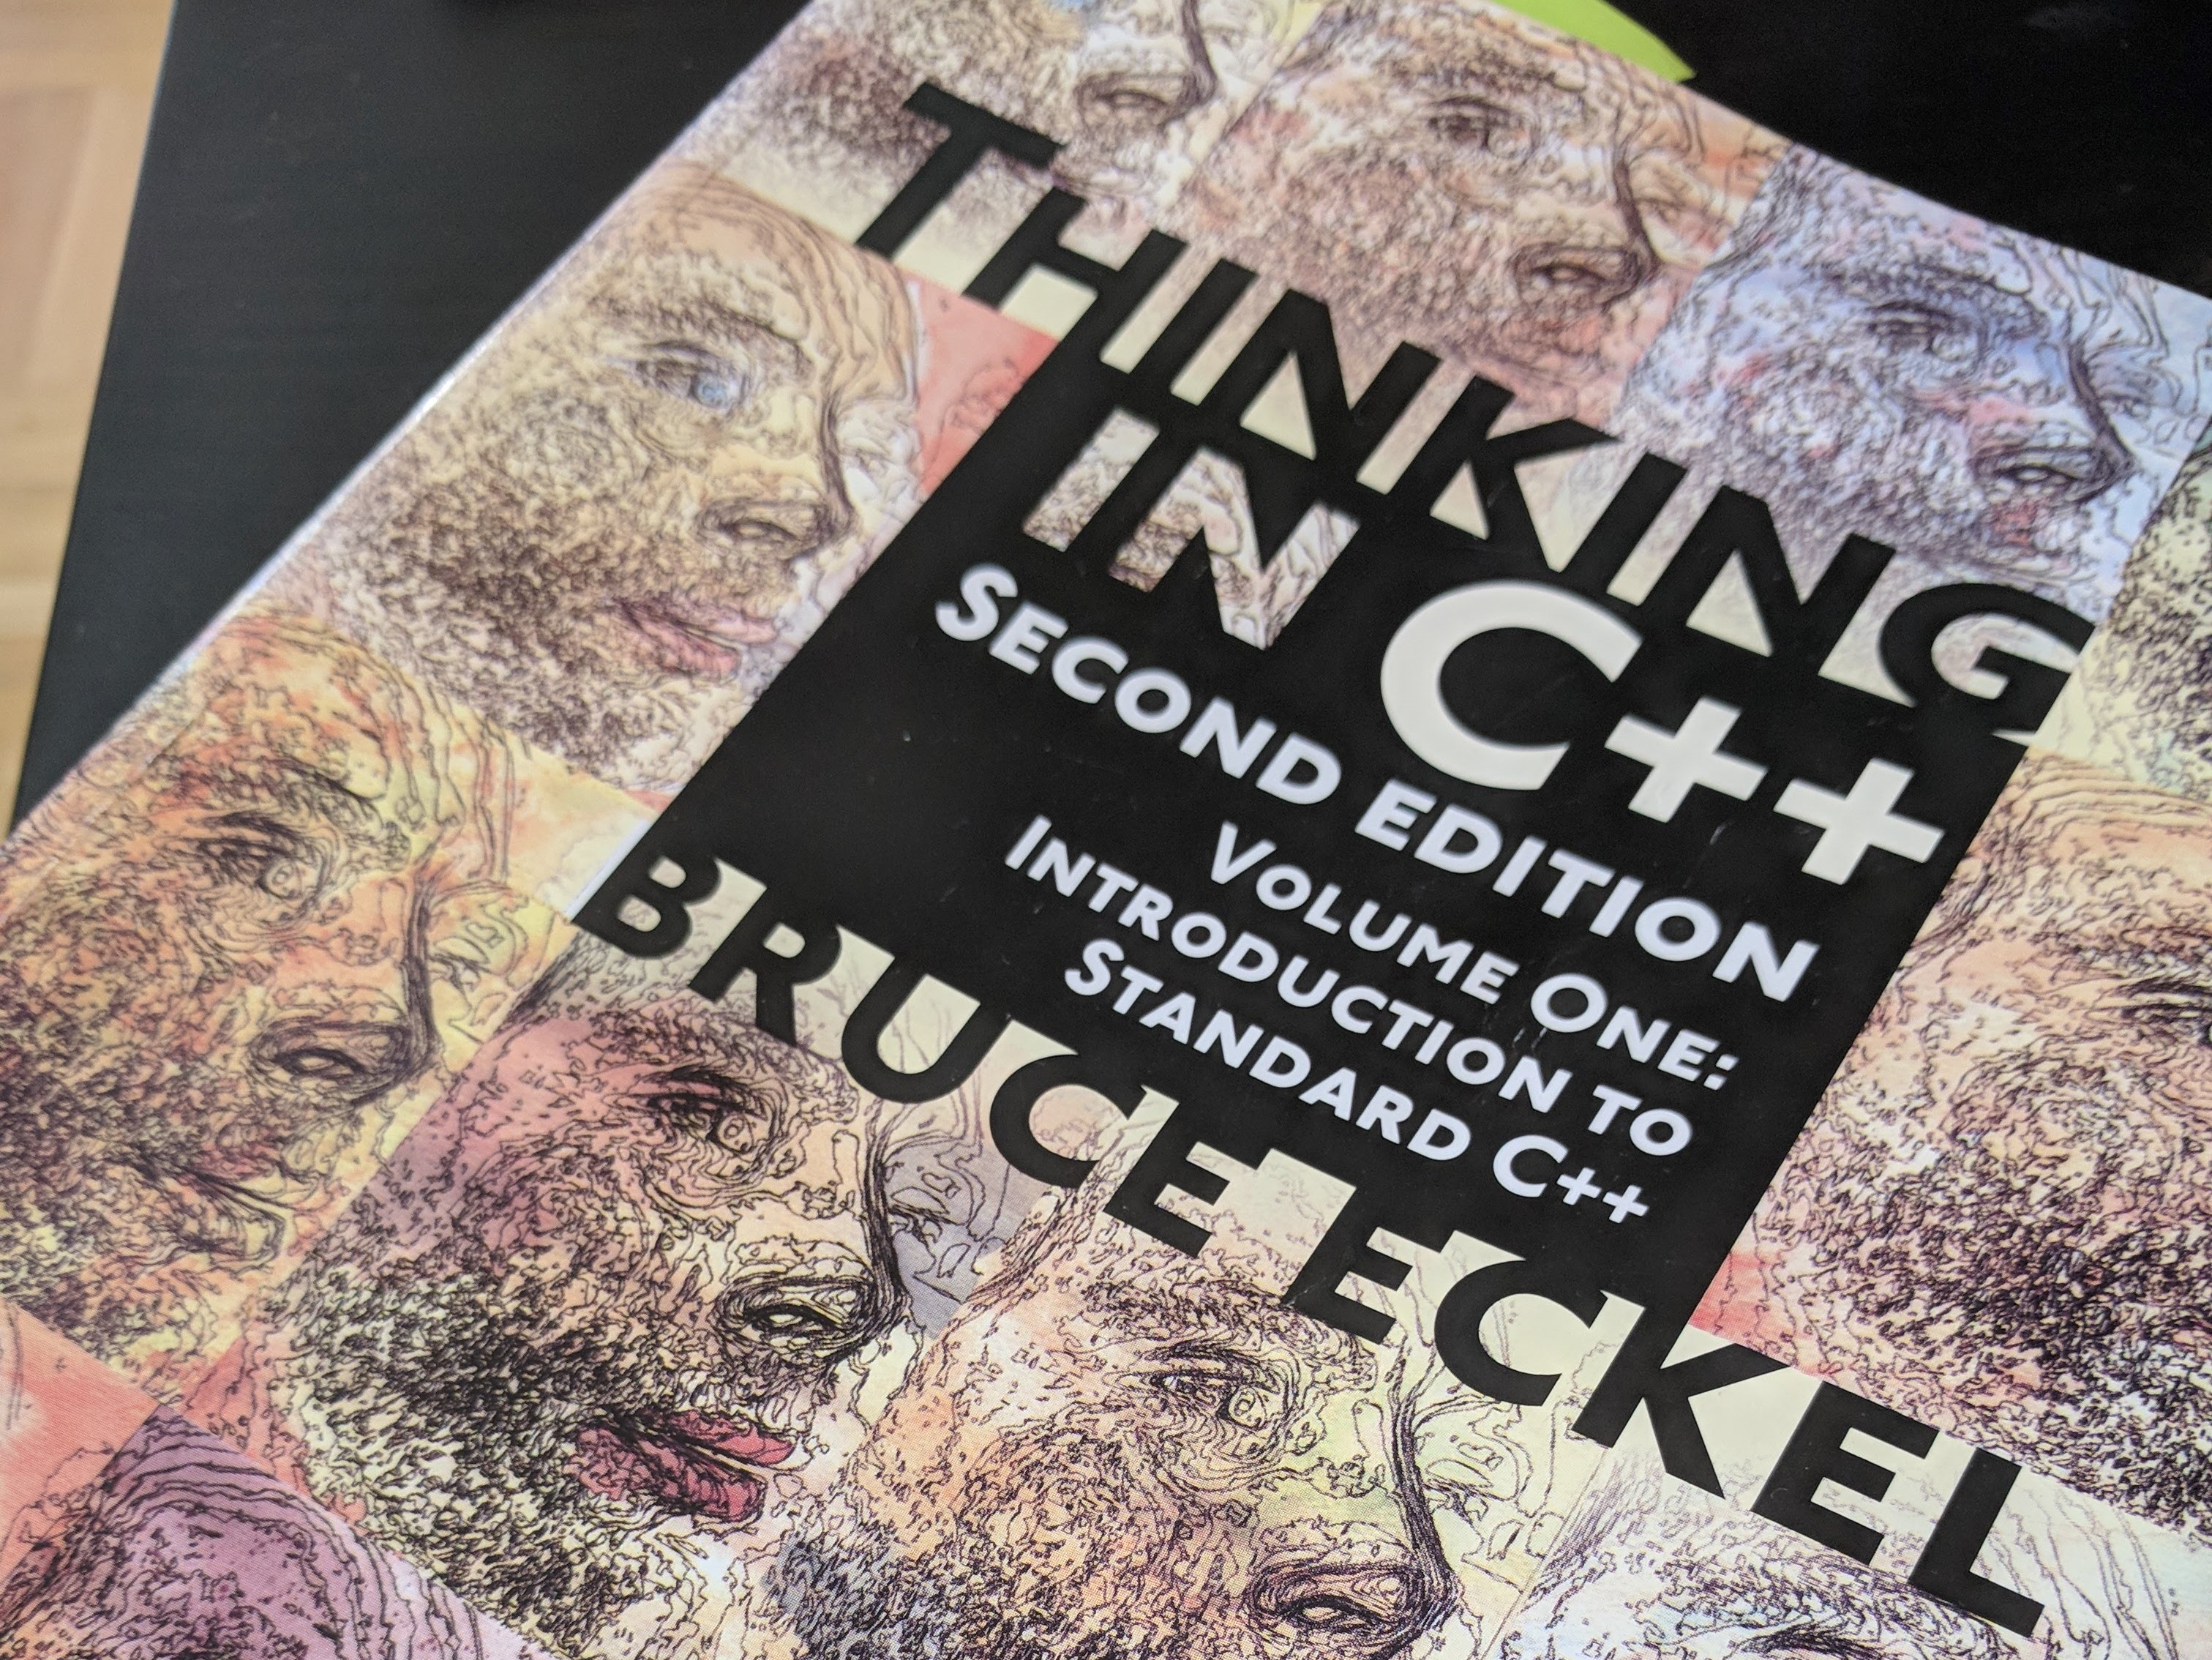 THINKING
IN C++
SECOND EDITION
VOLUME ONE:
INTRODUCTION TO
STANDARD C++
BRUCE ECKEL